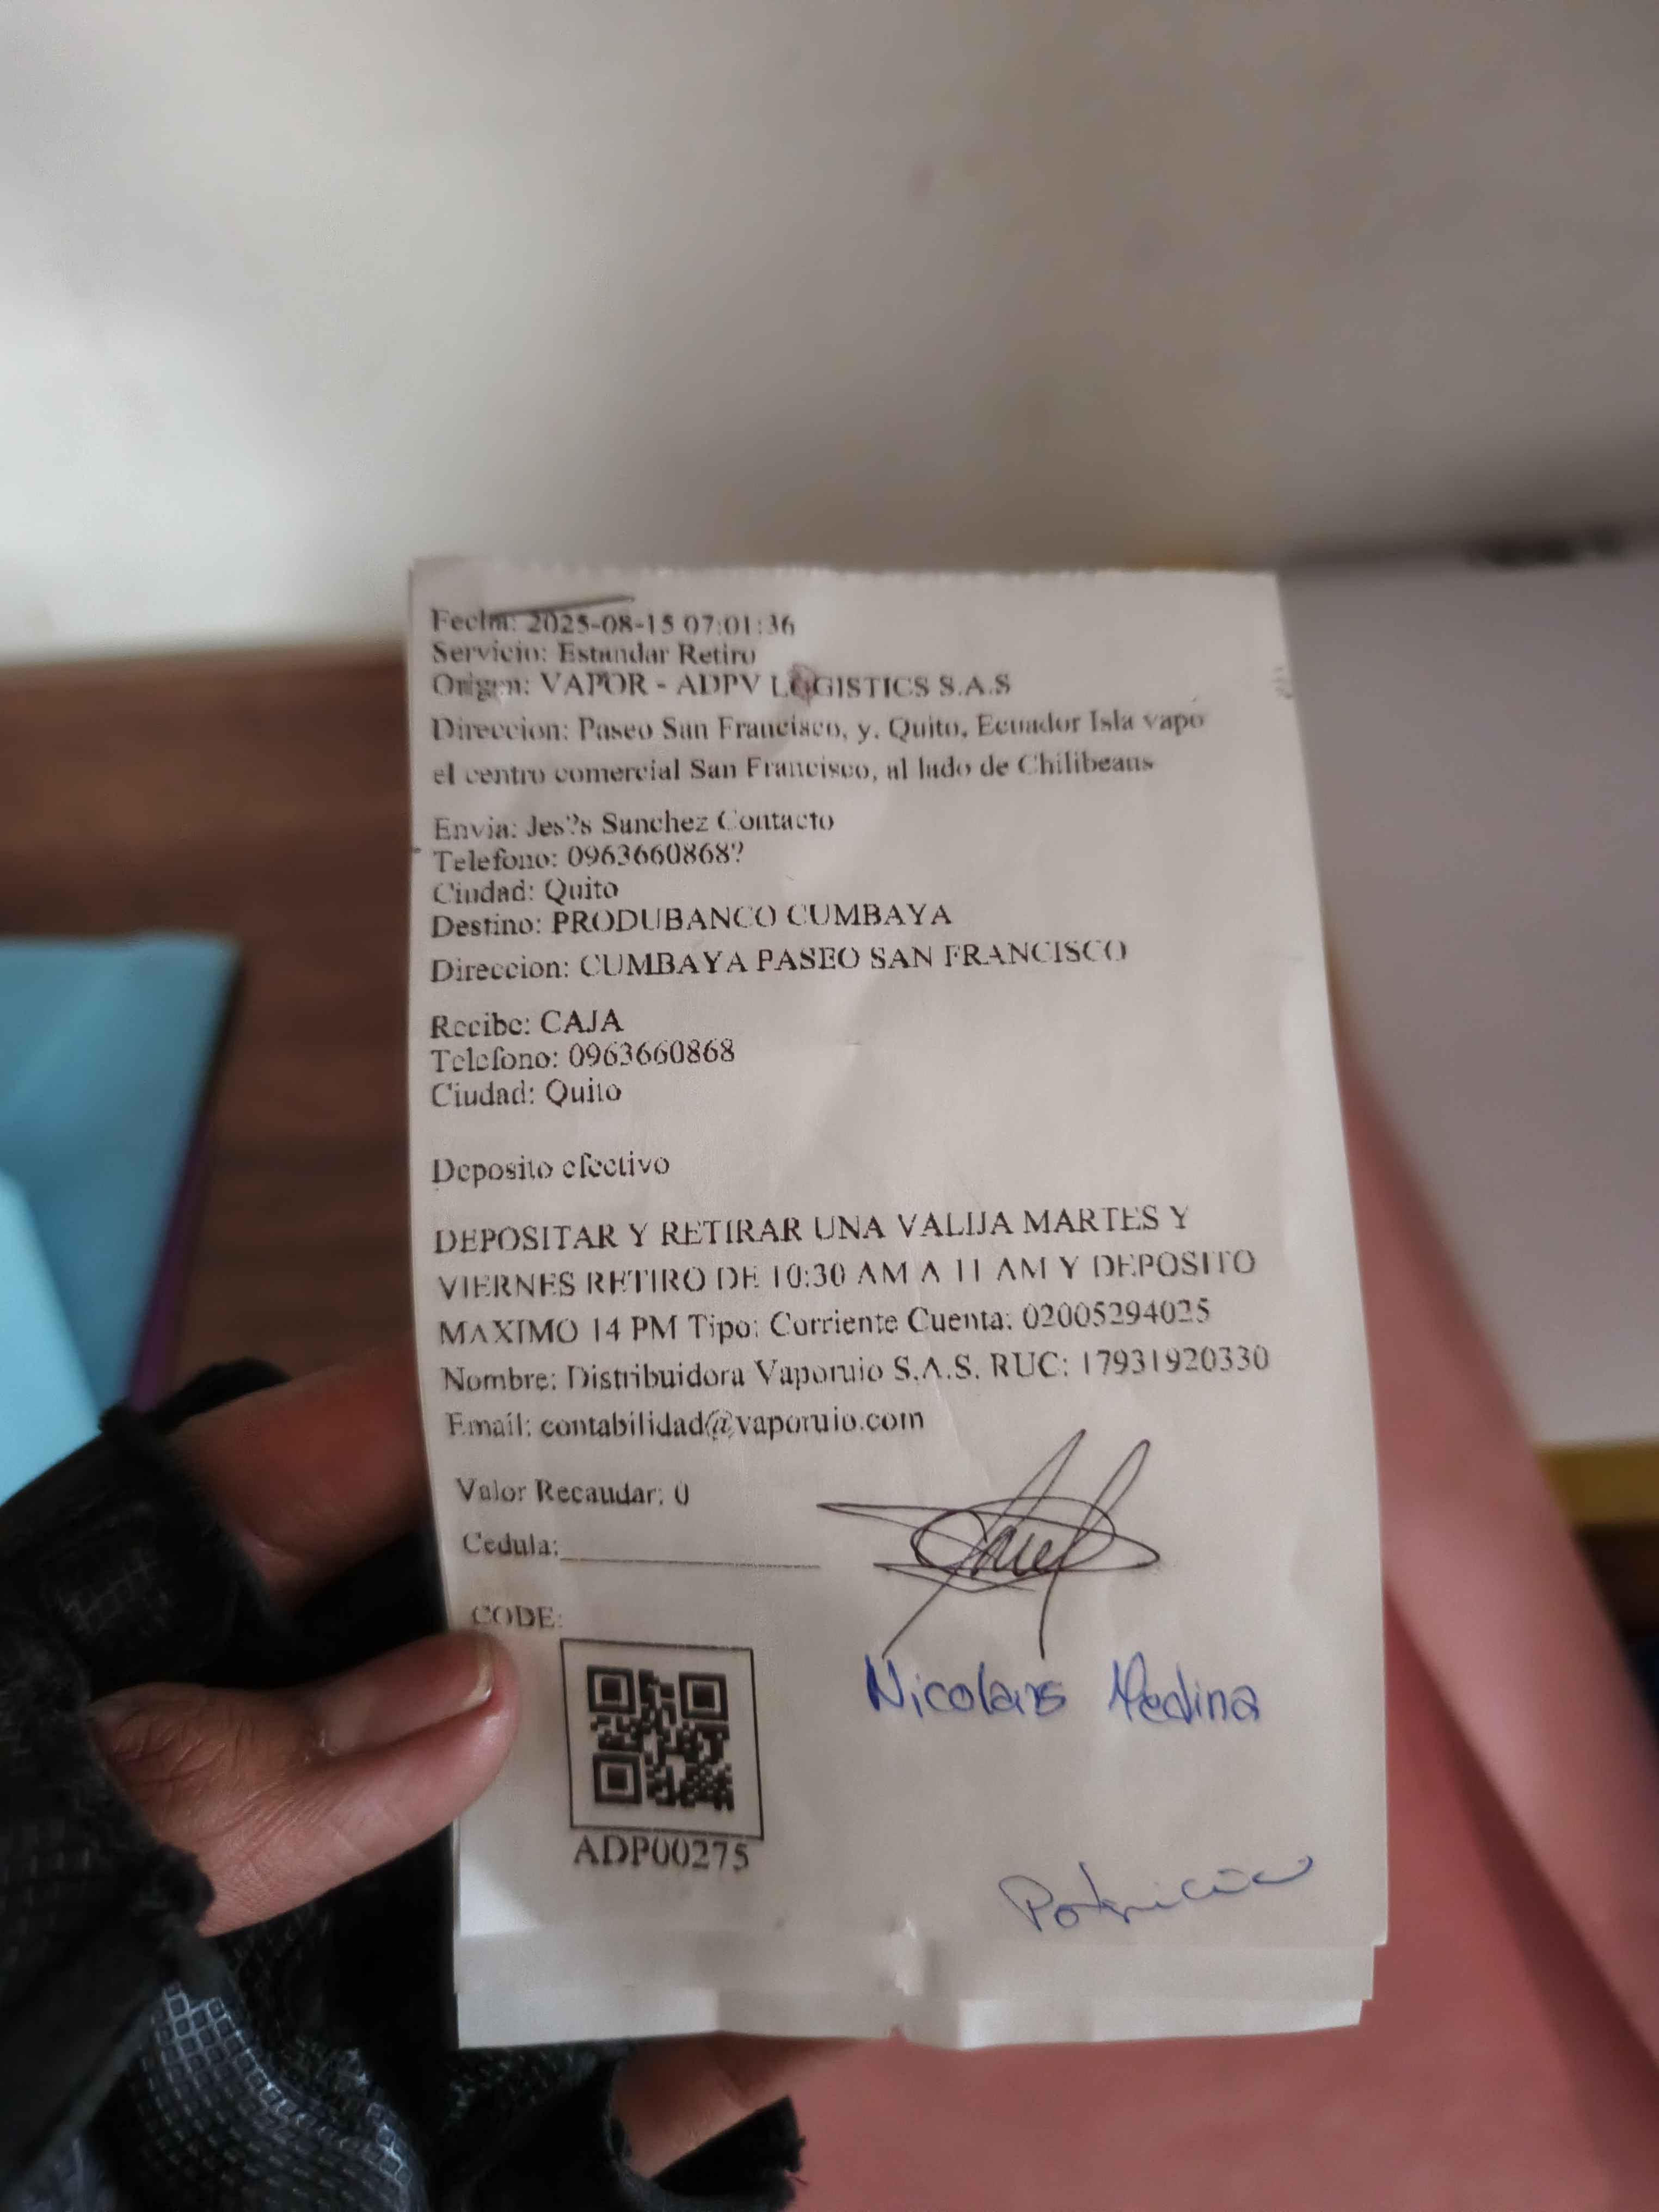 Fecha: 2025-08-15 07:01:36
Servicio: Estandar Retiro
Origen: VAPOR - ADPV LOGISTICS S.A.S
Direccion: Paseo San Francisco, y, Quito, Ecuador Isla vapo
el centro comercial San Francisco, al lado de Chilibeans
Envia: Jes?s Sanchez Contacto
Telefono: 0963660868?
Ciudad: Quito
Destino: PRODUBANCO CUMBAYA
Direccion: CUMBAYA PASEO SAN FRANCISCO
Recibe: CAJA
Telefono: 0963660868
Ciudad: Quito
Deposito efectivo
DEPOSITAR Y RETIRAR UNA VALIJA MARTES Y
VIERNES RETIRO DE 10:30 AM A 11 AM Y DEPOSITO
MAXIMO 14 PM Tipo: Corriente Cuenta: 02005294025
Nombre: Distribuidora Vaporuio S.A.S. RUC: 17931920330
Email: contabilidad@vaporuio.com
Valor Recaudar: 0
Cedula:
CODE:
Medina
ADP00275
Patricia